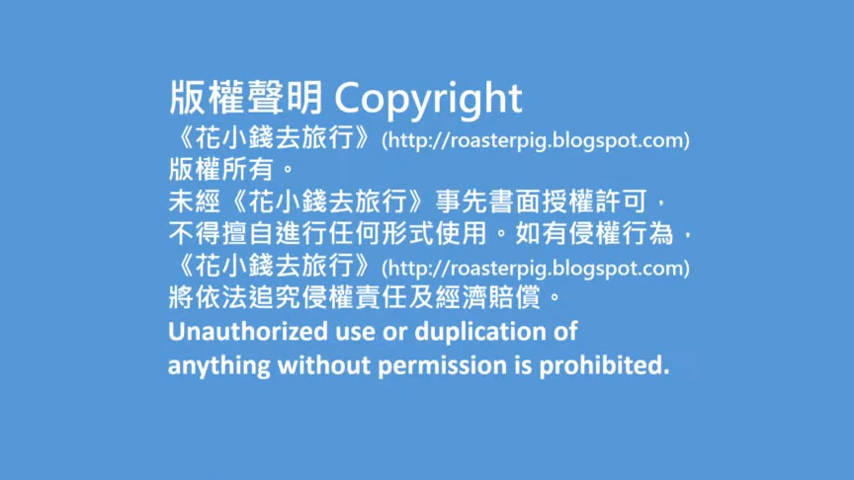 版權聲明 Copyright
《花小錢去旅行》(http://roasterpig.blogspot.com)
版權所有。
未經《花小錢去旅行》事先書面授權許可，
不得擅自進行任何形式使用。如有侵權行為，
《花小錢去旅行》(http://roasterpig.blogspot.com)
將依法追究侵權責任及經濟賠償。
Unauthorized use or duplication of
anything without permission is prohibited.